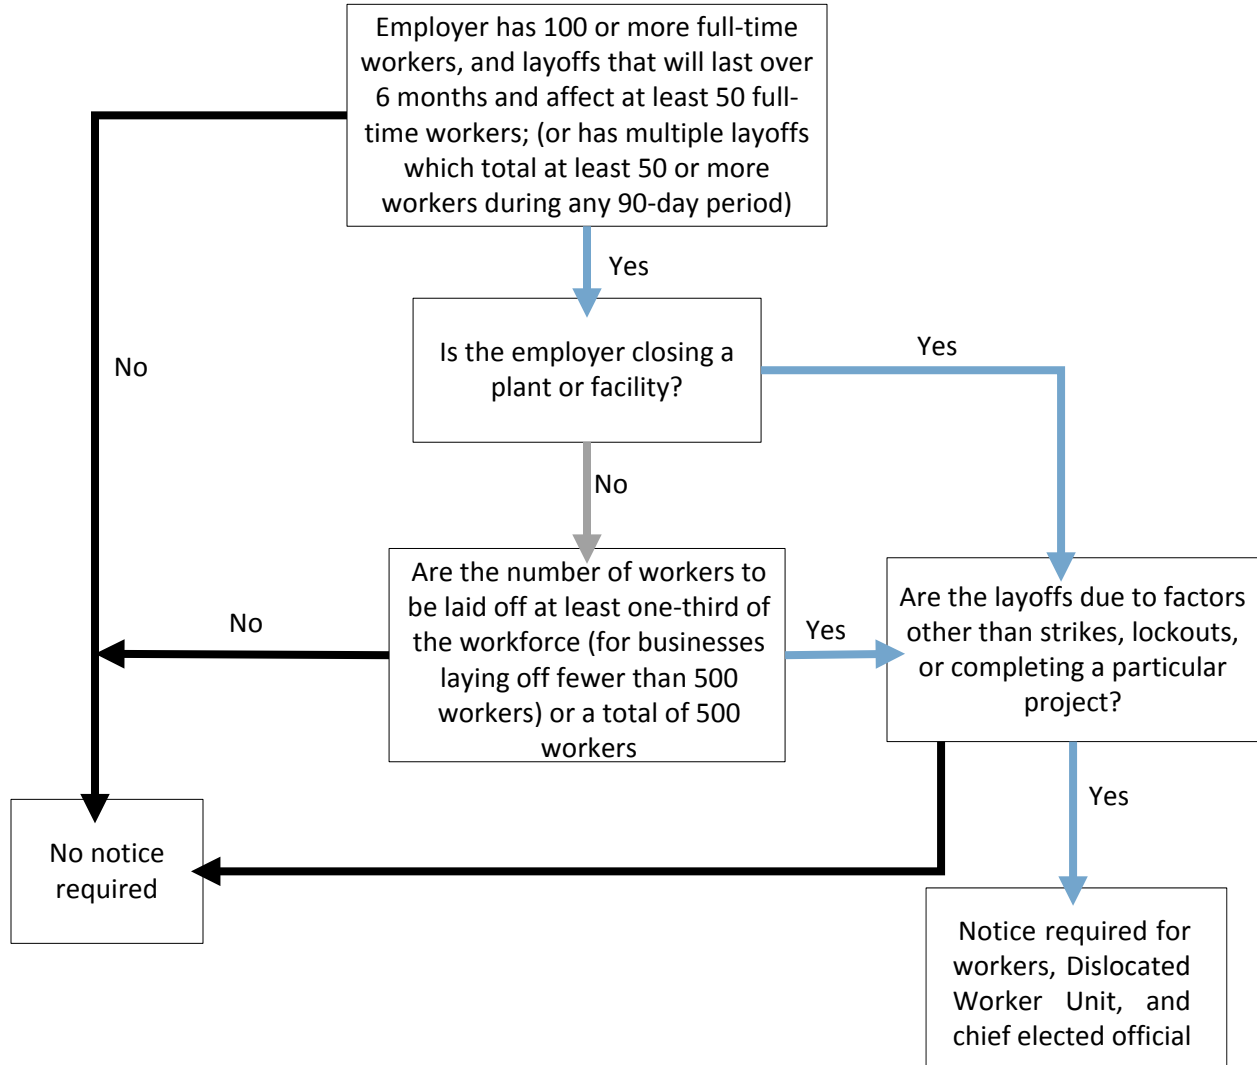 Employer has 100 or more full-time
workers, and layoffs that will last over
6 months and affect at least 50 full-
time workers; (or has multiple layoffs
which total at least 50 or more
workers during any 90-day period)
Yes
Is the employer closing a
plant or facility?
Yes
No
No
Are the number of workers to
be laid off at least one-third of
the workforce (for businesses
laying off fewer than 500
workers) or a total of 500
workers
No
Yes
Are the layoffs due to factors
other than strikes, lockouts,
or completing a particular
project?
Yes
No notice
required
Notice required for
workers, Dislocated
Worker Unit, and
chief elected official